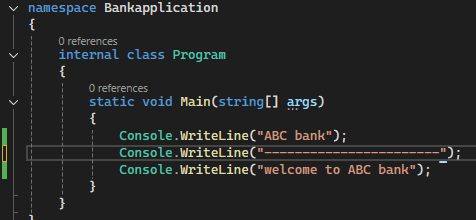 namespace Bankapplication
{
0 references
internal class Program
{
0 references
static void Main(string[] args)
{
Console.WriteLine("ABC bank");
Console.WriteLine("-----------------------");
Console.WriteLine("welcome to ABC bank");
}
}
}